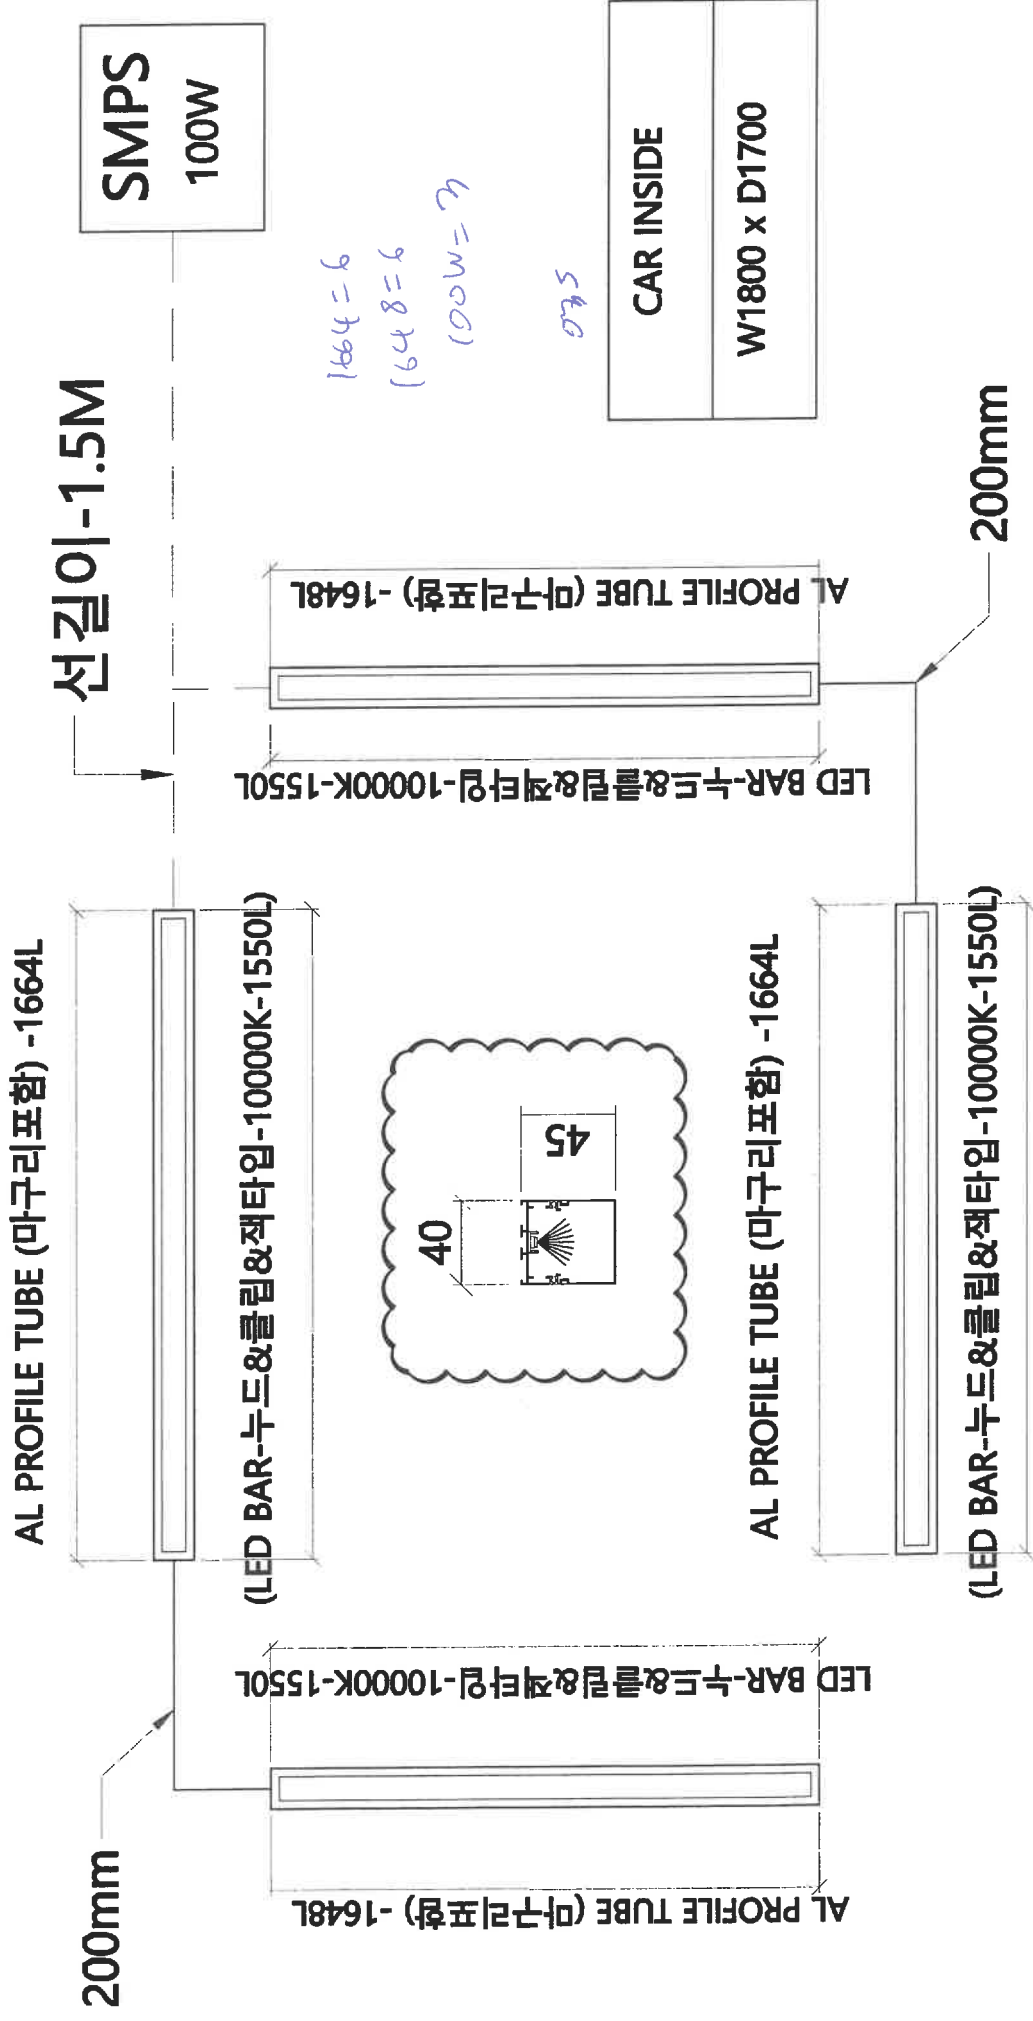 SMPS
100W
선길이-1.5M
1664=6
1648=6
100W=3
CAR INSIDE
W1800 x D1700
AL PROFILE TUBE (마구리포함) -1664L
(LED BAR-누드&클립&잭타입-10000K-1550L)
AL PROFILE TUBE (마구리포함) -1648L
LED BAR-누드&클립&잭타입-10000K-1550L
200mm
40
45
AL PROFILE TUBE (마구리포함) -1664L
(LED BAR-누드&클립&잭타입-10000K-1550L)
LED BAR-누드&클립&잭타입-10000K-1550L
AL PROFILE TUBE (마구리포함) -1648L
200mm